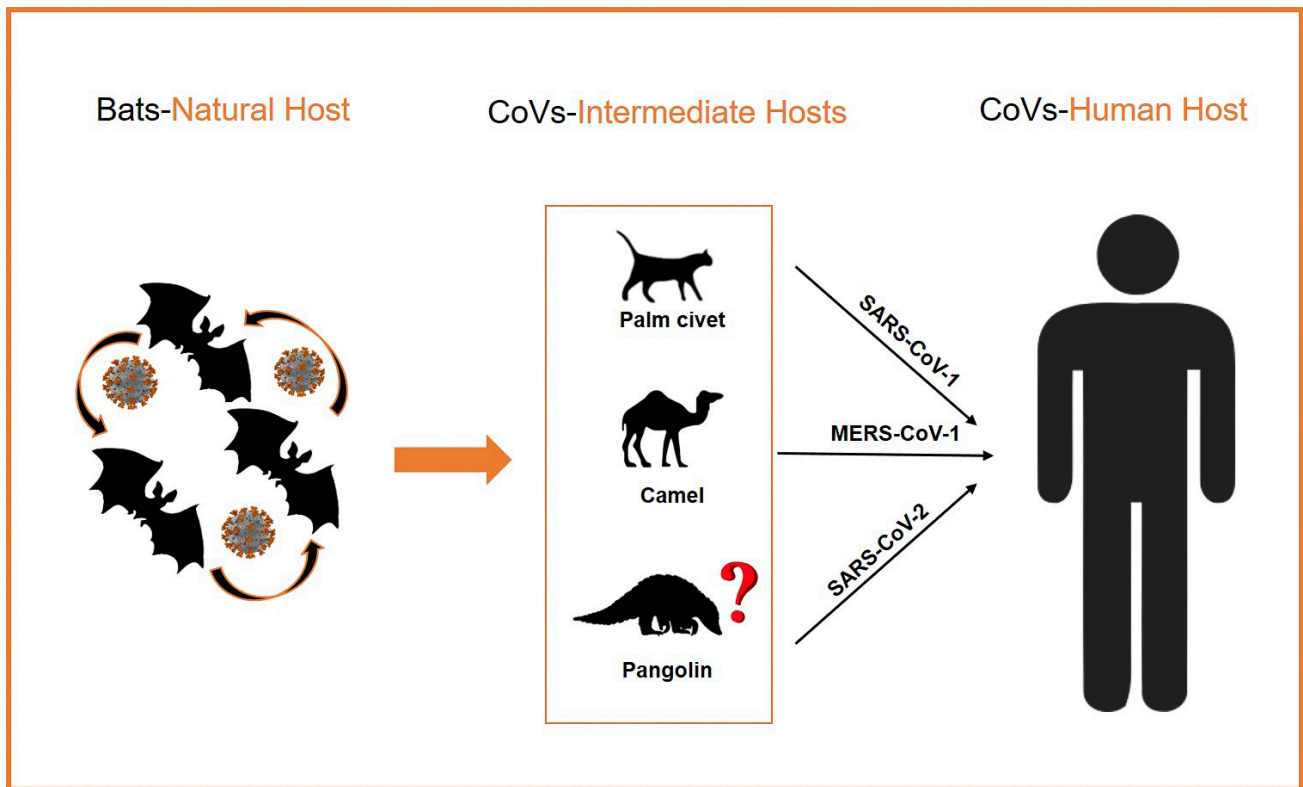 Bats-Natural Host
CoVs-Intermediate Hosts
CoVs-Human Host
Palm civet
SARS-CoV-1
Camel
MERS-CoV-1
?
Pangolin
SARS-CoV-2